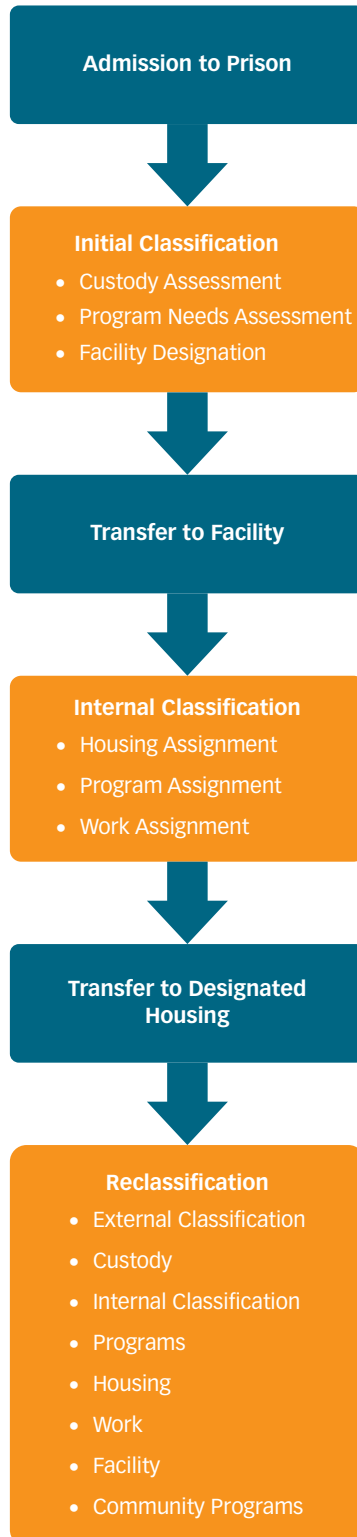 Admission to Prison
Initial Classification
• Custody Assessment
• Program Needs Assessment
• Facility Designation
Transfer to Facility
Internal Classification
• Housing Assignment
• Program Assignment
• Work Assignment
Transfer to Designated
Housing
Reclassification
• External Classification
• Custody
• Internal Classification
• Programs
• Housing
• Work
• Facility
• Community Programs